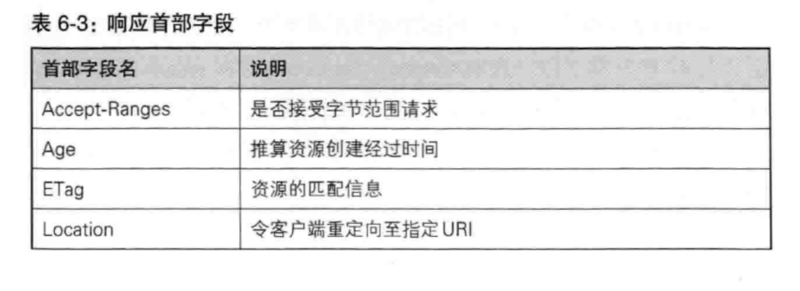 表 6-3：响应首部字段
首部字段名 说明
Accept-Ranges 是否接受字节范围请求
Age 推算资源创建经过时间
ETag 资源的匹配信息
Location 令客户端重定向至指定URI